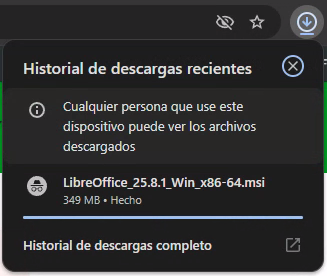 Historial de descargas recientes
Cualquier persona que use este
dispositivo puede ver los archivos
descargados
LibreOffice_25.8.1_Win_x86-64.msi
349 MB • Hecho
Historial de descargas completo